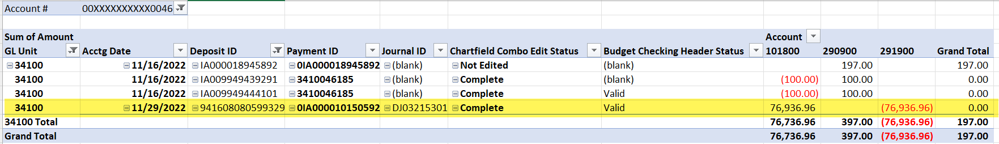 Account # 00XXXXXXXXXX0046
Sum of Amount Account
GL Unit Acctg Date Deposit ID Payment ID Journal ID Chartfield Combo Edit Status Budget Checking Header Status 101800 290900 291900 Grand Total
34100 11/16/2022 IA000018945892 0IA000018945892 (blank) Not Edited (blank) 197.00 197.00
34100 11/16/2022 IA009949439291 3410046185 (blank) Complete (blank) (100.00) 100.00 0.00
34100 11/16/2022 IA009949444101 3410046185 (blank) Complete Valid (100.00) 100.00 0.00
34100 11/29/2022 941608080599329 0IA000010150592 DJ03215301 Complete Valid 76,936.96 (76,936.96) 0.00
34100 Total 76,736.96 397.00 (76,936.96) 197.00
Grand Total 76,736.96 397.00 (76,936.96) 197.00